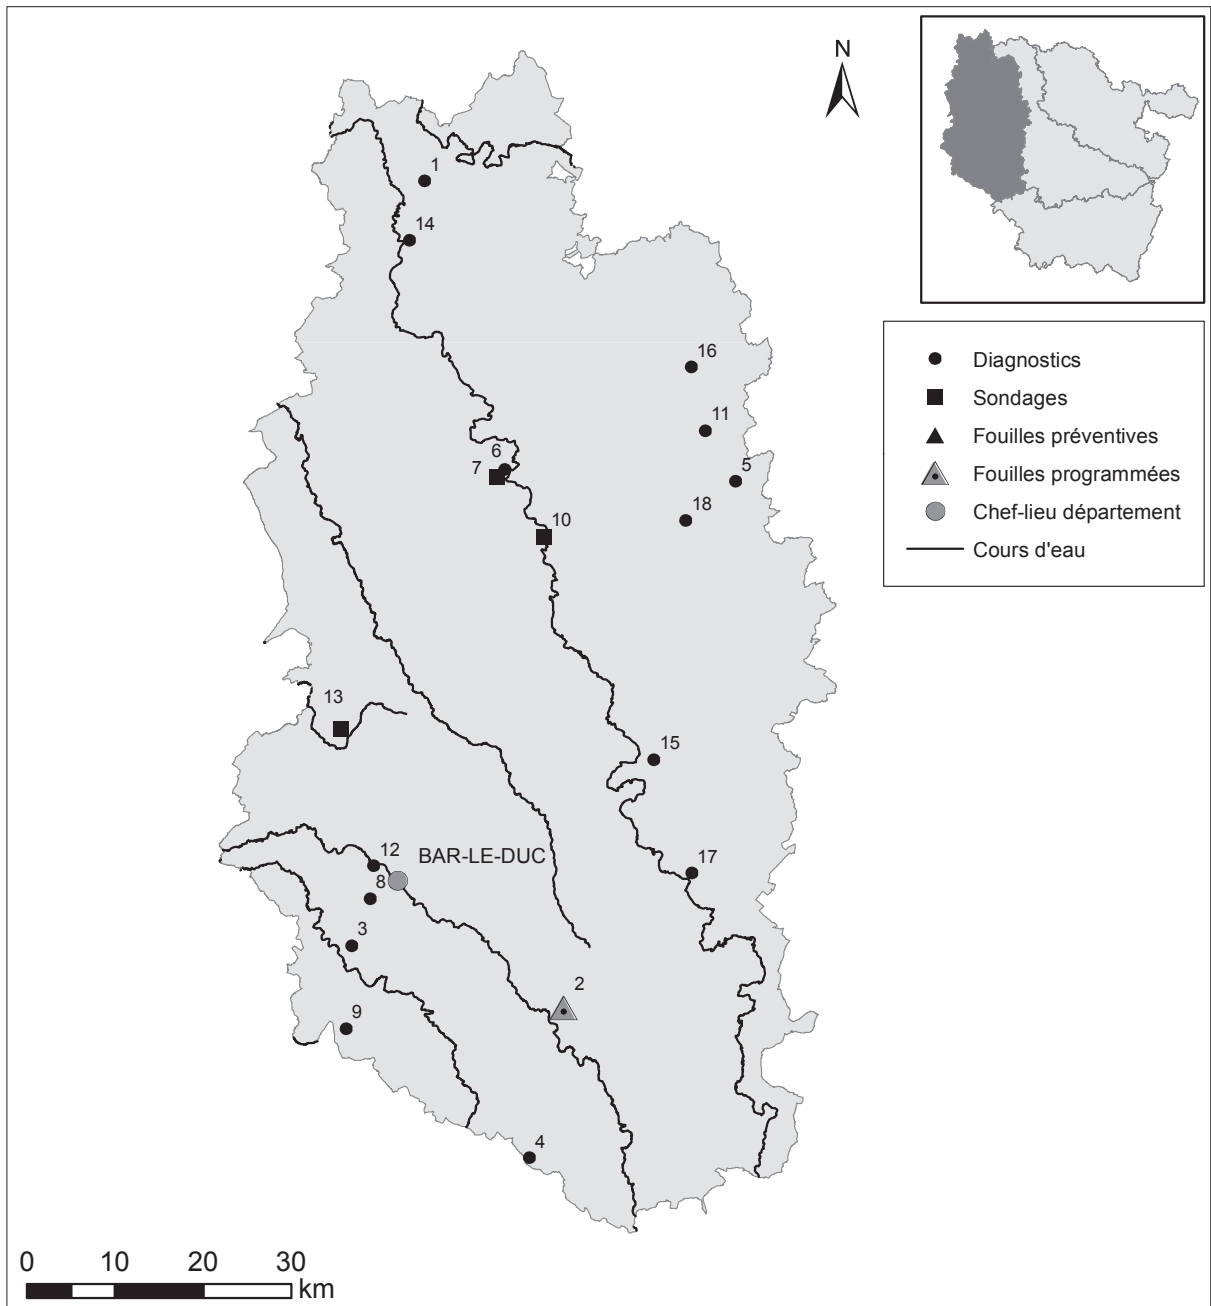 N
1
14
16
11
5
6
7
18
10
13
15
12
BAR-LE-DUC
17
8
3
2
9
4
Diagnostics
Sondages
Fouilles préventives
Fouilles programmées
Chef-lieu département
Cours d'eau
0 10 20 30
km